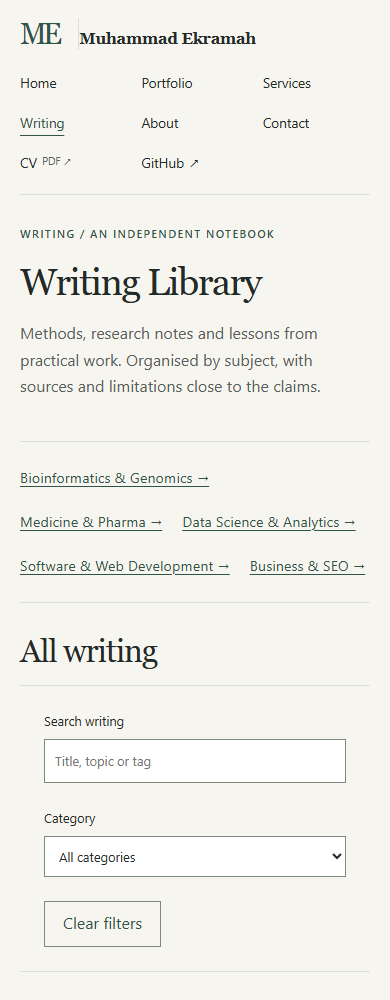 ME Muhammad Ekramah
Home Portfolio Services
Writing About Contact
CV PDF ↗ GitHub ↗
WRITING / AN INDEPENDENT NOTEBOOK
Writing Library
Methods, research notes and lessons from
practical work. Organised by subject, with
sources and limitations close to the claims.
Bioinformatics & Genomics →
Medicine & Pharma → Data Science & Analytics →
Software & Web Development → Business & SEO →
All writing
Search writing
Title, topic or tag
Category
All categories
Clear filters